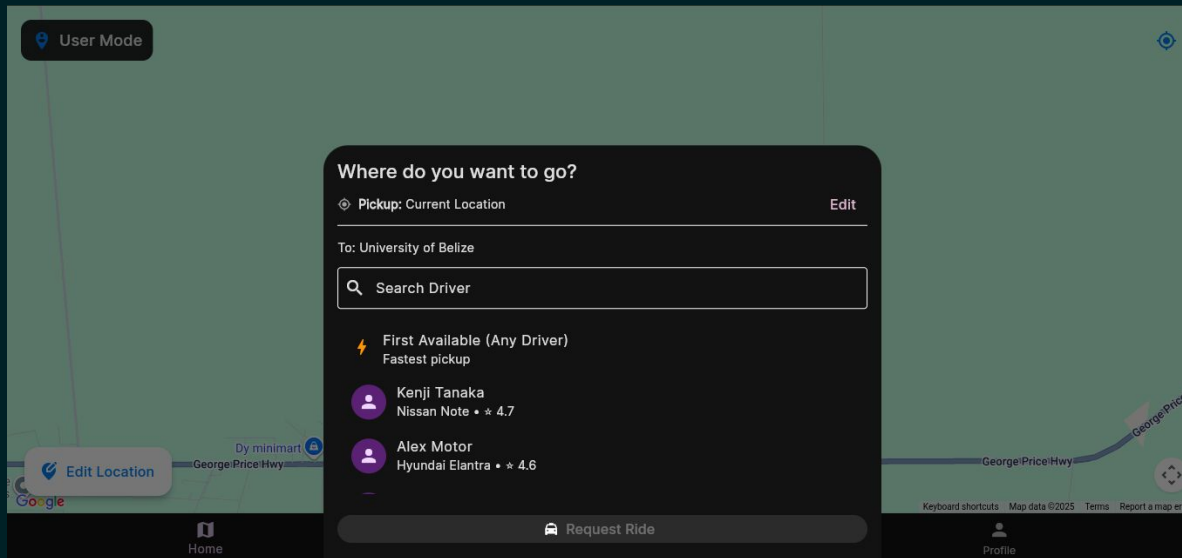 User Mode
Where do you want to go?
Pickup: Current Location
Edit
To: University of Belize
Search Driver
First Available (Any Driver)
Fastest pickup
Kenji Tanaka
Nissan Note • ★ 4.7
Alex Motor
Hyundai Elantra • ★ 4.6
Request Ride
Dy minimart
George Price Hwy
Edit Location
Google
George Price Hwy
George Pric
Keyboard shortcuts
Map data ©2025
Terms
Report a map er
Home
Profile